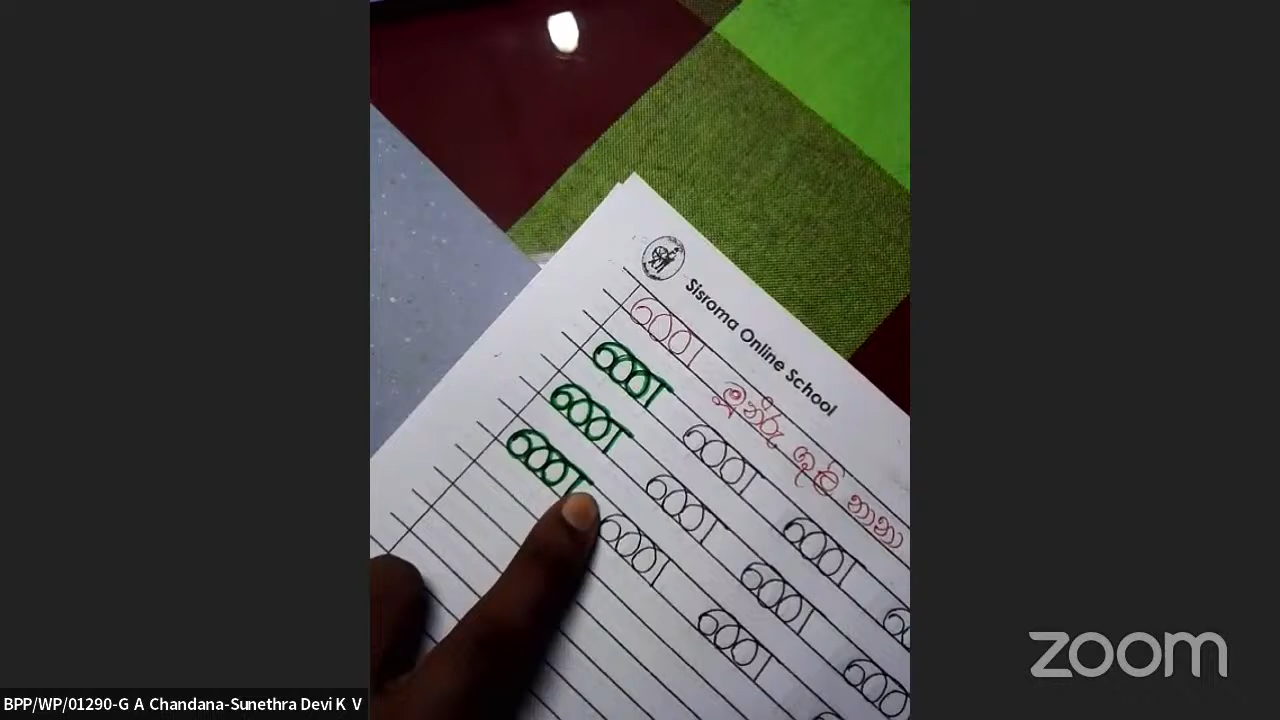 Sisroma Online School
ண නානා
ண ண ண
ண ண ண ண
ண ண ண
BPP/WP/01290-G A Chandana-Sunethra Devi K V
zoom